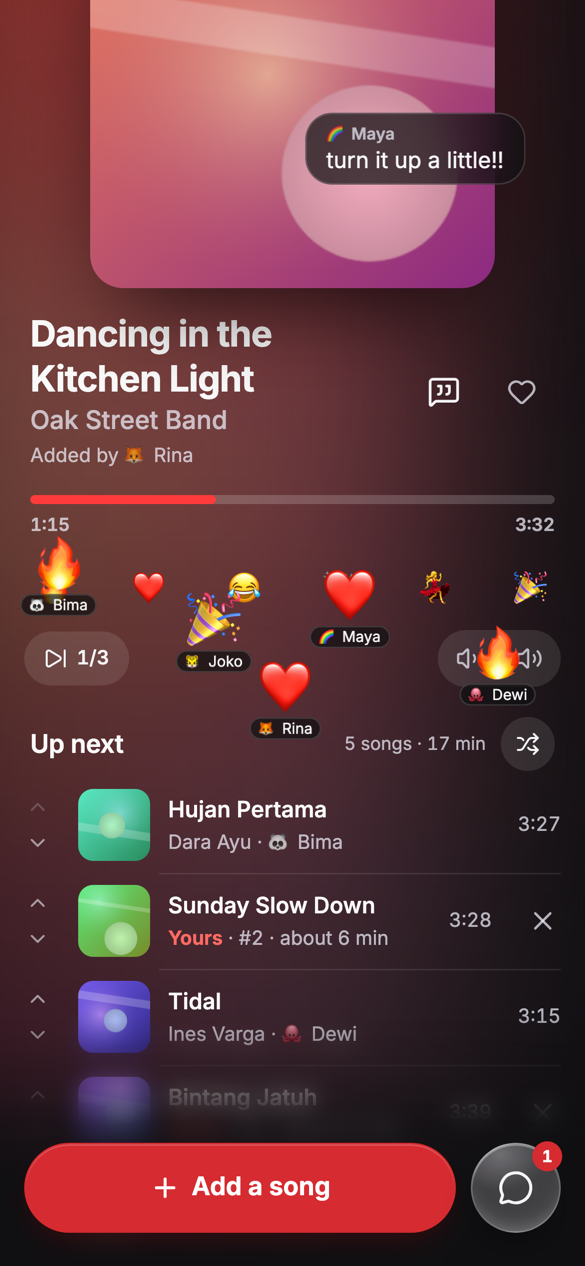 Maya
turn it up a little!!
Dancing in the
Kitchen Light
Oak Street Band
Added by 🦊 Rina
1:15
3:32
🐼 Bima
🌈 Maya
🐯 Joko
1/3
🐙 Dewi
🦊 Rina
Up next
5 songs · 17 min
Hujan Pertama
Dara Ayu · 🐼 Bima
3:27
Sunday Slow Down
Yours · #2 · about 6 min
3:28
Tidal
Ines Varga · 🐙 Dewi
3:15
Bintang Jatuh
3:39
+ Add a song
1